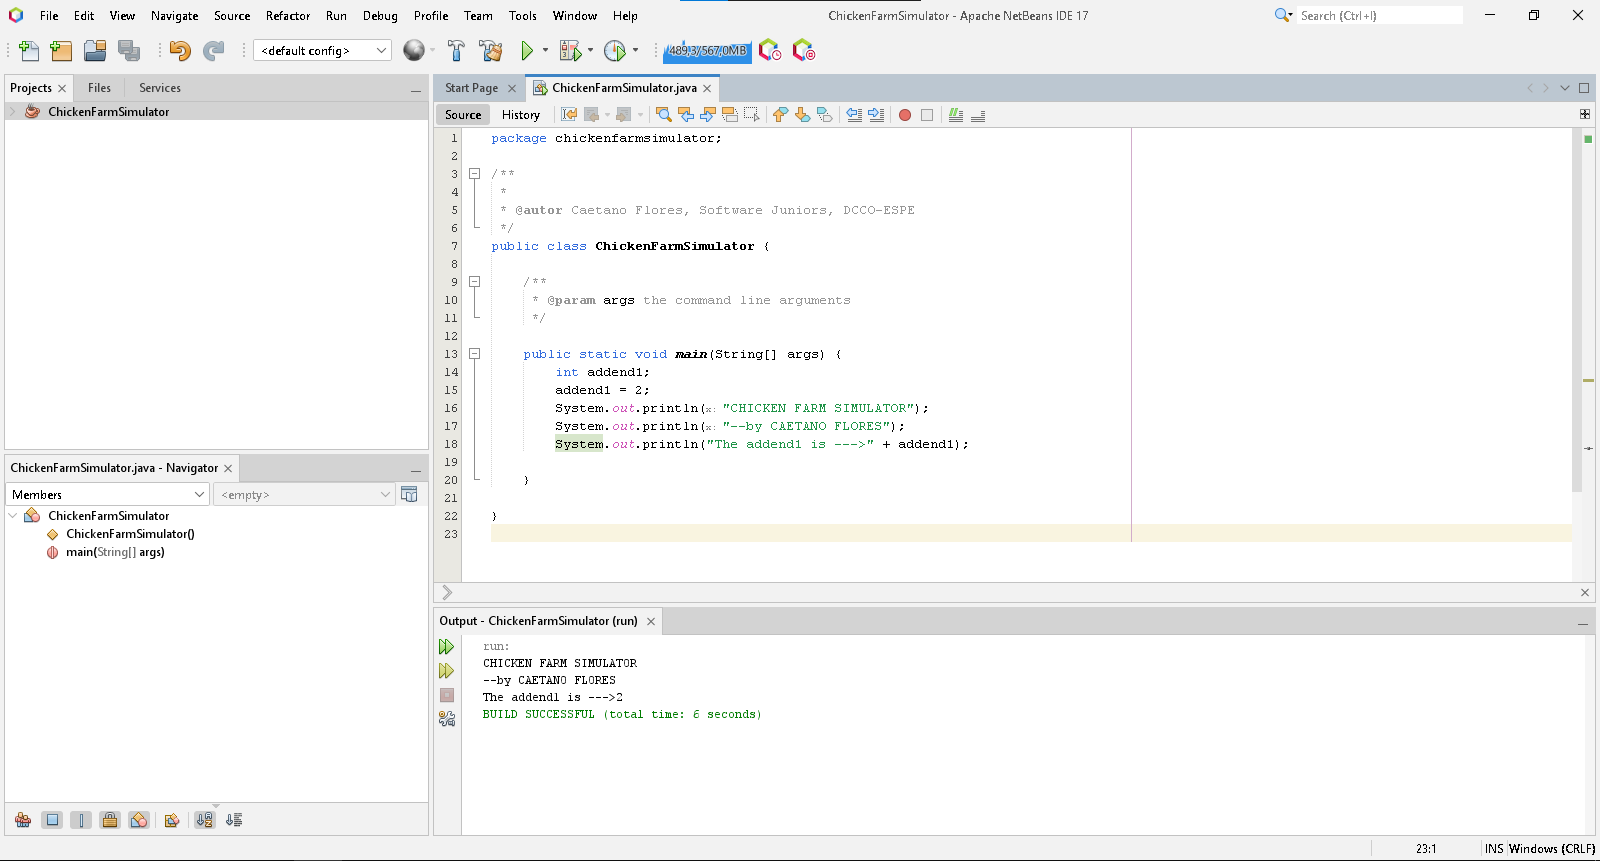 File Edit View Navigate Source Refactor Run Debug Profile Team Tools Window Help
ChickenFarmSimulator - Apache NetBeans IDE 17
Search (Ctrl+I)
<default config>
489,3/567,0MB
Projects Files Services
ChickenFarmSimulator
Start Page ChickenFarmSimulator.java
Source History
1 package chickenfarmsimulator;
2
3 /**
4 *
5 * @autor Caetano Flores, Software Juniors, DCCO-ESPE
6 */
7 public class ChickenFarmSimulator {
8
9 /**
10 * @param args the command line arguments
11 */
12
13 public static void main(String[] args) {
14 int addend1;
15 addend1 = 2;
16 System.out.println(x: "CHICKEN FARM SIMULATOR");
17 System.out.println(x: "--by CAETANO FLORES");
18 System.out.println("The addend1 is --->" + addend1);
19
20 }
21
22 }
23
ChickenFarmSimulator.java - Navigator
Members <empty>
ChickenFarmSimulator
ChickenFarmSimulator()
main(String[] args)
Output - ChickenFarmSimulator (run)
run:
CHICKEN FARM SIMULATOR
--by CAETANO FLORES
The addend1 is --->2
BUILD SUCCESSFUL (total time: 6 seconds)
23:1 INS Windows (CRLF)